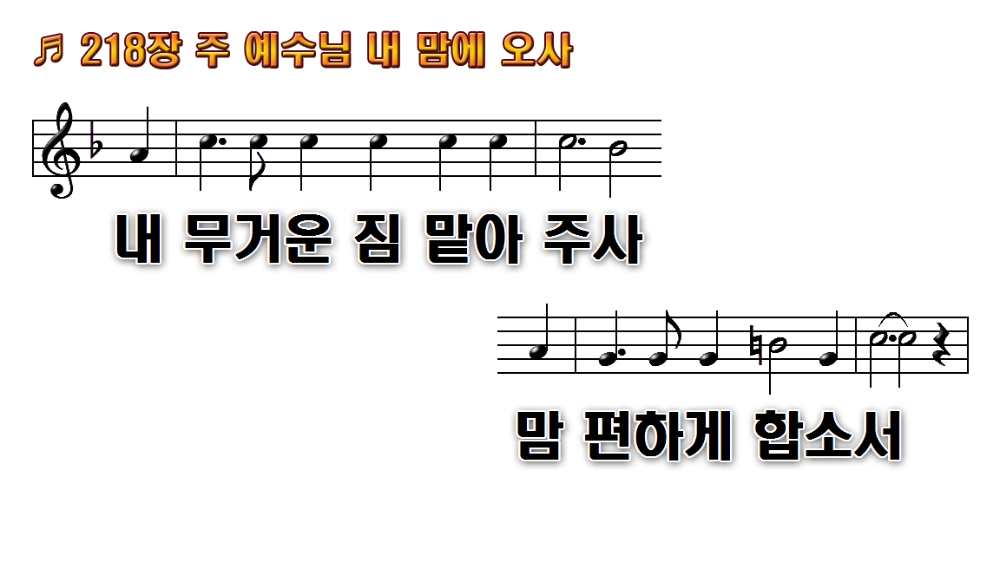 218장 주 예수님 내 맘에 오사
내 무거운 짐 맡아 주사
맘 편하게 합소서